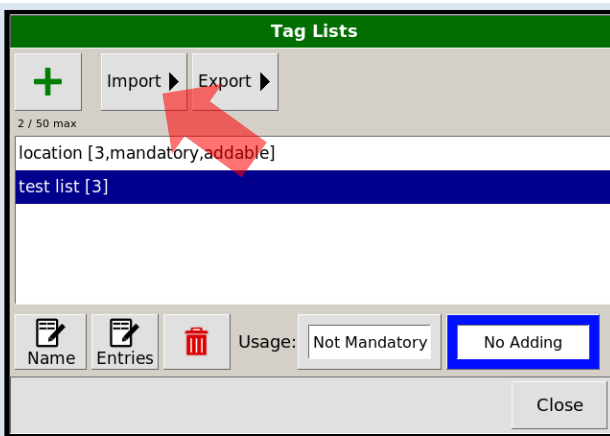 Tag Lists
+
Import Export
2 / 50 max
location [3,mandatory,addable]
test list [3]
Name Entries Usage: Not Mandatory No Adding
Close